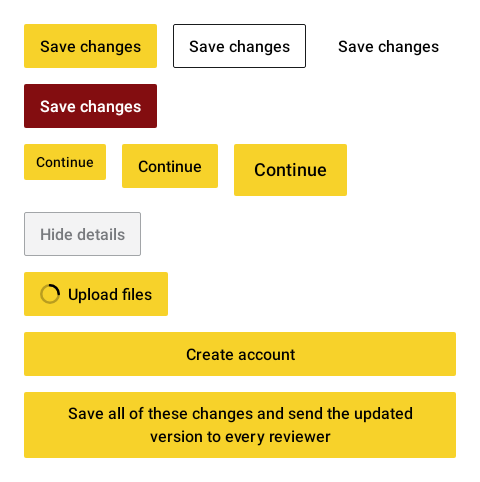 Save changes
Save changes
Save changes
Save changes
Continue
Continue
Continue
Hide details
Upload files
Create account
Save all of these changes and send the updated
version to every reviewer